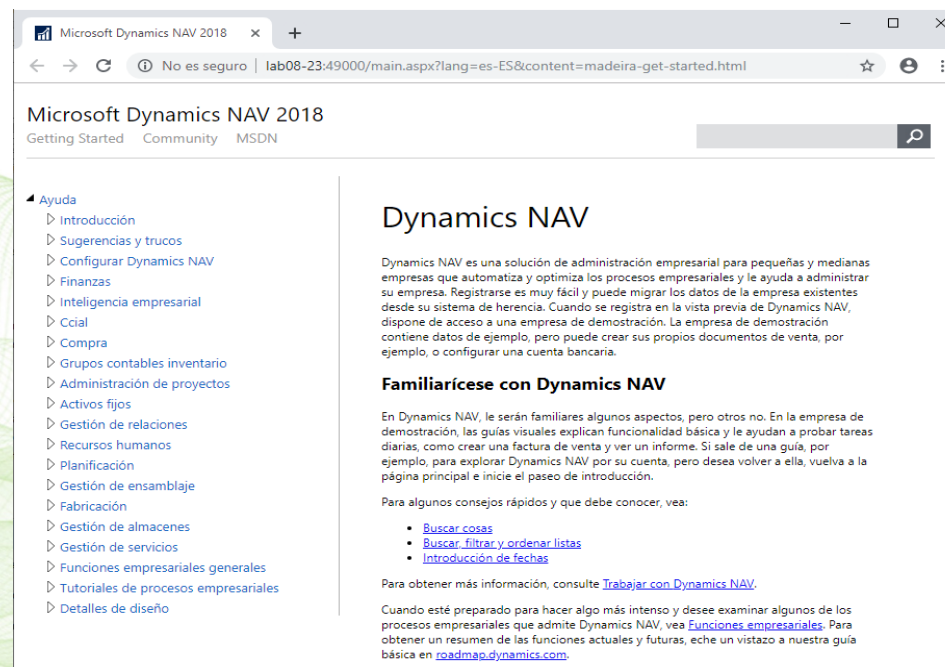 Microsoft Dynamics NAV 2018
No es seguro | lab08-23:49000/main.aspx?lang=es-ES&content=madeira-get-started.html
Microsoft Dynamics NAV 2018
Getting Started Community MSDN
Ayuda
Introducción
Sugerencias y trucos
Configurar Dynamics NAV
Finanzas
Inteligencia empresarial
Ccial
Compra
Grupos contables inventario
Administración de proyectos
Activos fijos
Gestión de relaciones
Recursos humanos
Planificación
Gestión de ensamblaje
Fabricación
Gestión de almacenes
Gestión de servicios
Funciones empresariales generales
Tutoriales de procesos empresariales
Detalles de diseño
Dynamics NAV
Dynamics NAV es una solución de administración empresarial para pequeñas y medianas
empresas que automatiza y optimiza los procesos empresariales y le ayuda a administrar
su empresa. Registrarse es muy fácil y puede migrar los datos de la empresa existentes
desde su sistema de herencia. Cuando se registra en la vista previa de Dynamics NAV,
dispone de acceso a una empresa de demostración. La empresa de demostración
contiene datos de ejemplo, pero puede crear sus propios documentos de venta, por
ejemplo, o configurar una cuenta bancaria.
Familiarícese con Dynamics NAV
En Dynamics NAV, le serán familiares algunos aspectos, pero otros no. En la empresa de
demostración, las guías visuales explican funcionalidad básica y le ayudan a probar tareas
diarias, como crear una factura de venta y ver un informe. Si sale de una guía, por
ejemplo, para explorar Dynamics NAV por su cuenta, pero desea volver a ella, vuelva a la
página principal e inicie el paseo de introducción.
Para algunos consejos rápidos y que debe conocer, vea:
Buscar cosas
Buscar, filtrar y ordenar listas
Introducción de fechas
Para obtener más información, consulte Trabajar con Dynamics NAV.
Cuando esté preparado para hacer algo más intenso y desee examinar algunos de los
procesos empresariales que admite Dynamics NAV, vea Funciones empresariales. Para
obtener un resumen de las funciones actuales y futuras, eche un vistazo a nuestra guía
básica en roadmap.dynamics.com.